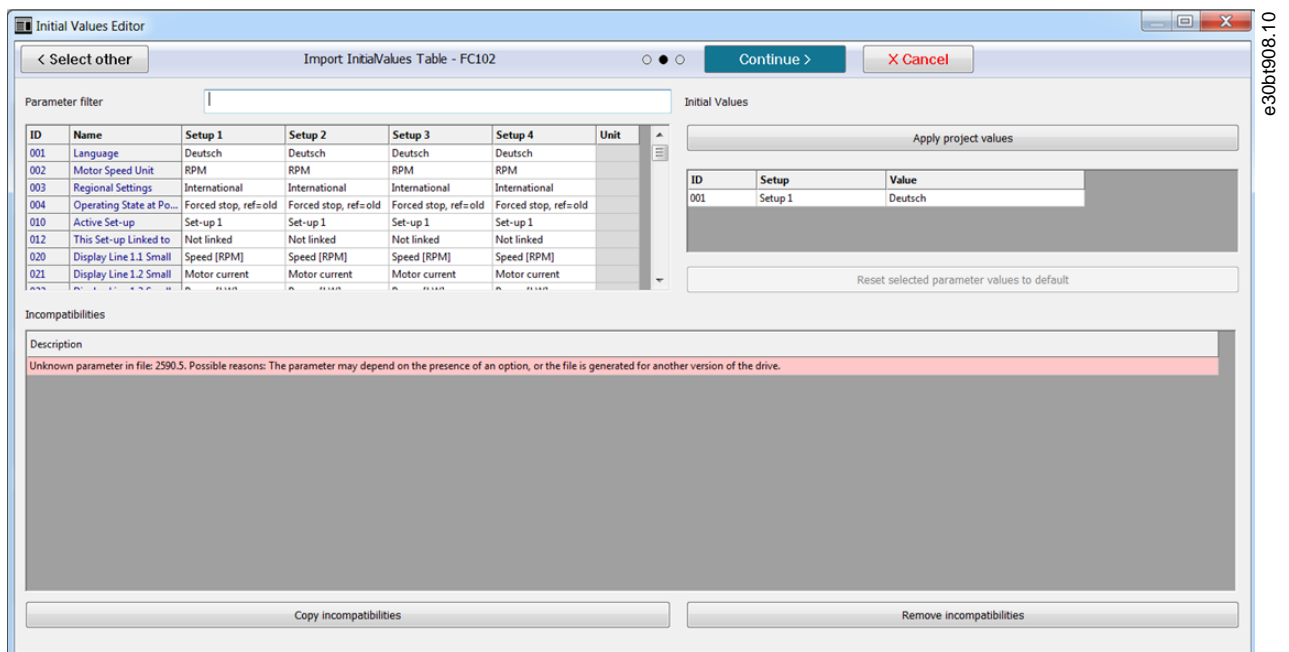 Initial Values Editor
< Select other
Import InitialValues Table - FC102
Continue >
X Cancel
e30bt908.10
Parameter filter
Initial Values
Apply project values
ID Name Setup 1 Setup 2 Setup 3 Setup 4 Unit
001 Language Deutsch Deutsch Deutsch Deutsch
002 Motor Speed Unit RPM RPM RPM RPM
003 Regional Settings International International International International
004 Operating State at Po... Forced stop, ref=old Forced stop, ref=old Forced stop, ref=old Forced stop, ref=old
010 Active Set-up Set-up 1 Set-up 1 Set-up 1 Set-up 1
012 This Set-up Linked to Not linked Not linked Not linked Not linked
020 Display Line 1.1 Small Speed [RPM] Speed [RPM] Speed [RPM] Speed [RPM]
021 Display Line 1.2 Small Motor current Motor current Motor current Motor current
ID Setup Value
001 Setup 1 Deutsch
Reset selected parameter values to default
Incompatibilities
Description
Unknown parameter in file: 2590.5. Possible reasons: The parameter may depend on the presence of an option, or the file is generated for another version of the drive.
Copy incompatibilities
Remove incompatibilities